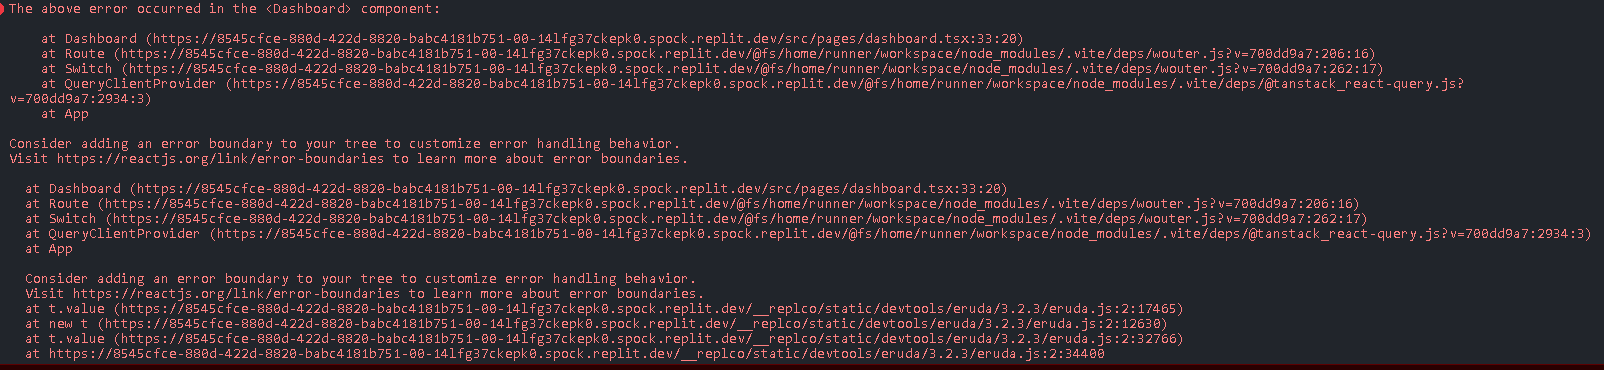 The above error occurred in the <Dashboard> component:
at Dashboard (https://8545cfce-880d-422d-8820-babc4181b751-00-14lfg37ckepk0.spock.replit.dev/src/pages/dashboard.tsx:33:20)
at Route (https://8545cfce-880d-422d-8820-babc4181b751-00-14lfg37ckepk0.spock.replit.dev/@fs/home/runner/workspace/node_modules/.vite/deps/wouter.js?v=700dd9a7:206:16)
at Switch (https://8545cfce-880d-422d-8820-babc4181b751-00-14lfg37ckepk0.spock.replit.dev/@fs/home/runner/workspace/node_modules/.vite/deps/wouter.js?v=700dd9a7:262:17)
at QueryClientProvider (https://8545cfce-880d-422d-8820-babc4181b751-00-14lfg37ckepk0.spock.replit.dev/@fs/home/runner/workspace/node_modules/.vite/deps/@tanstack_react-query.js?
v=700dd9a7:2934:3)
at App
Consider adding an error boundary to your tree to customize error handling behavior.
Visit https://reactjs.org/link/error-boundaries to learn more about error boundaries.
at Dashboard (https://8545cfce-880d-422d-8820-babc4181b751-00-14lfg37ckepk0.spock.replit.dev/src/pages/dashboard.tsx:33:20)
at Route (https://8545cfce-880d-422d-8820-babc4181b751-00-14lfg37ckepk0.spock.replit.dev/@fs/home/runner/workspace/node_modules/.vite/deps/wouter.js?v=700dd9a7:206:16)
at Switch (https://8545cfce-880d-422d-8820-babc4181b751-00-14lfg37ckepk0.spock.replit.dev/@fs/home/runner/workspace/node_modules/.vite/deps/wouter.js?v=700dd9a7:262:17)
at QueryClientProvider (https://8545cfce-880d-422d-8820-babc4181b751-00-14lfg37ckepk0.spock.replit.dev/@fs/home/runner/workspace/node_modules/.vite/deps/@tanstack_react-query.js?v=700dd9a7:2934:3)
at App
Consider adding an error boundary to your tree to customize error handling behavior.
Visit https://reactjs.org/link/error-boundaries to learn more about error boundaries.
at t.value (https://8545cfce-880d-422d-8820-babc4181b751-00-14lfg37ckepk0.spock.replit.dev/__replco/static/devtools/eruda/3.2.3/eruda.js:2:17465)
at new t (https://8545cfce-880d-422d-8820-babc4181b751-00-14lfg37ckepk0.spock.replit.dev/__replco/static/devtools/eruda/3.2.3/eruda.js:2:12630)
at t.value (https://8545cfce-880d-422d-8820-babc4181b751-00-14lfg37ckepk0.spock.replit.dev/__replco/static/devtools/eruda/3.2.3/eruda.js:2:32766)
at https://8545cfce-880d-422d-8820-babc4181b751-00-14lfg37ckepk0.spock.replit.dev/__replco/static/devtools/eruda/3.2.3/eruda.js:2:34400